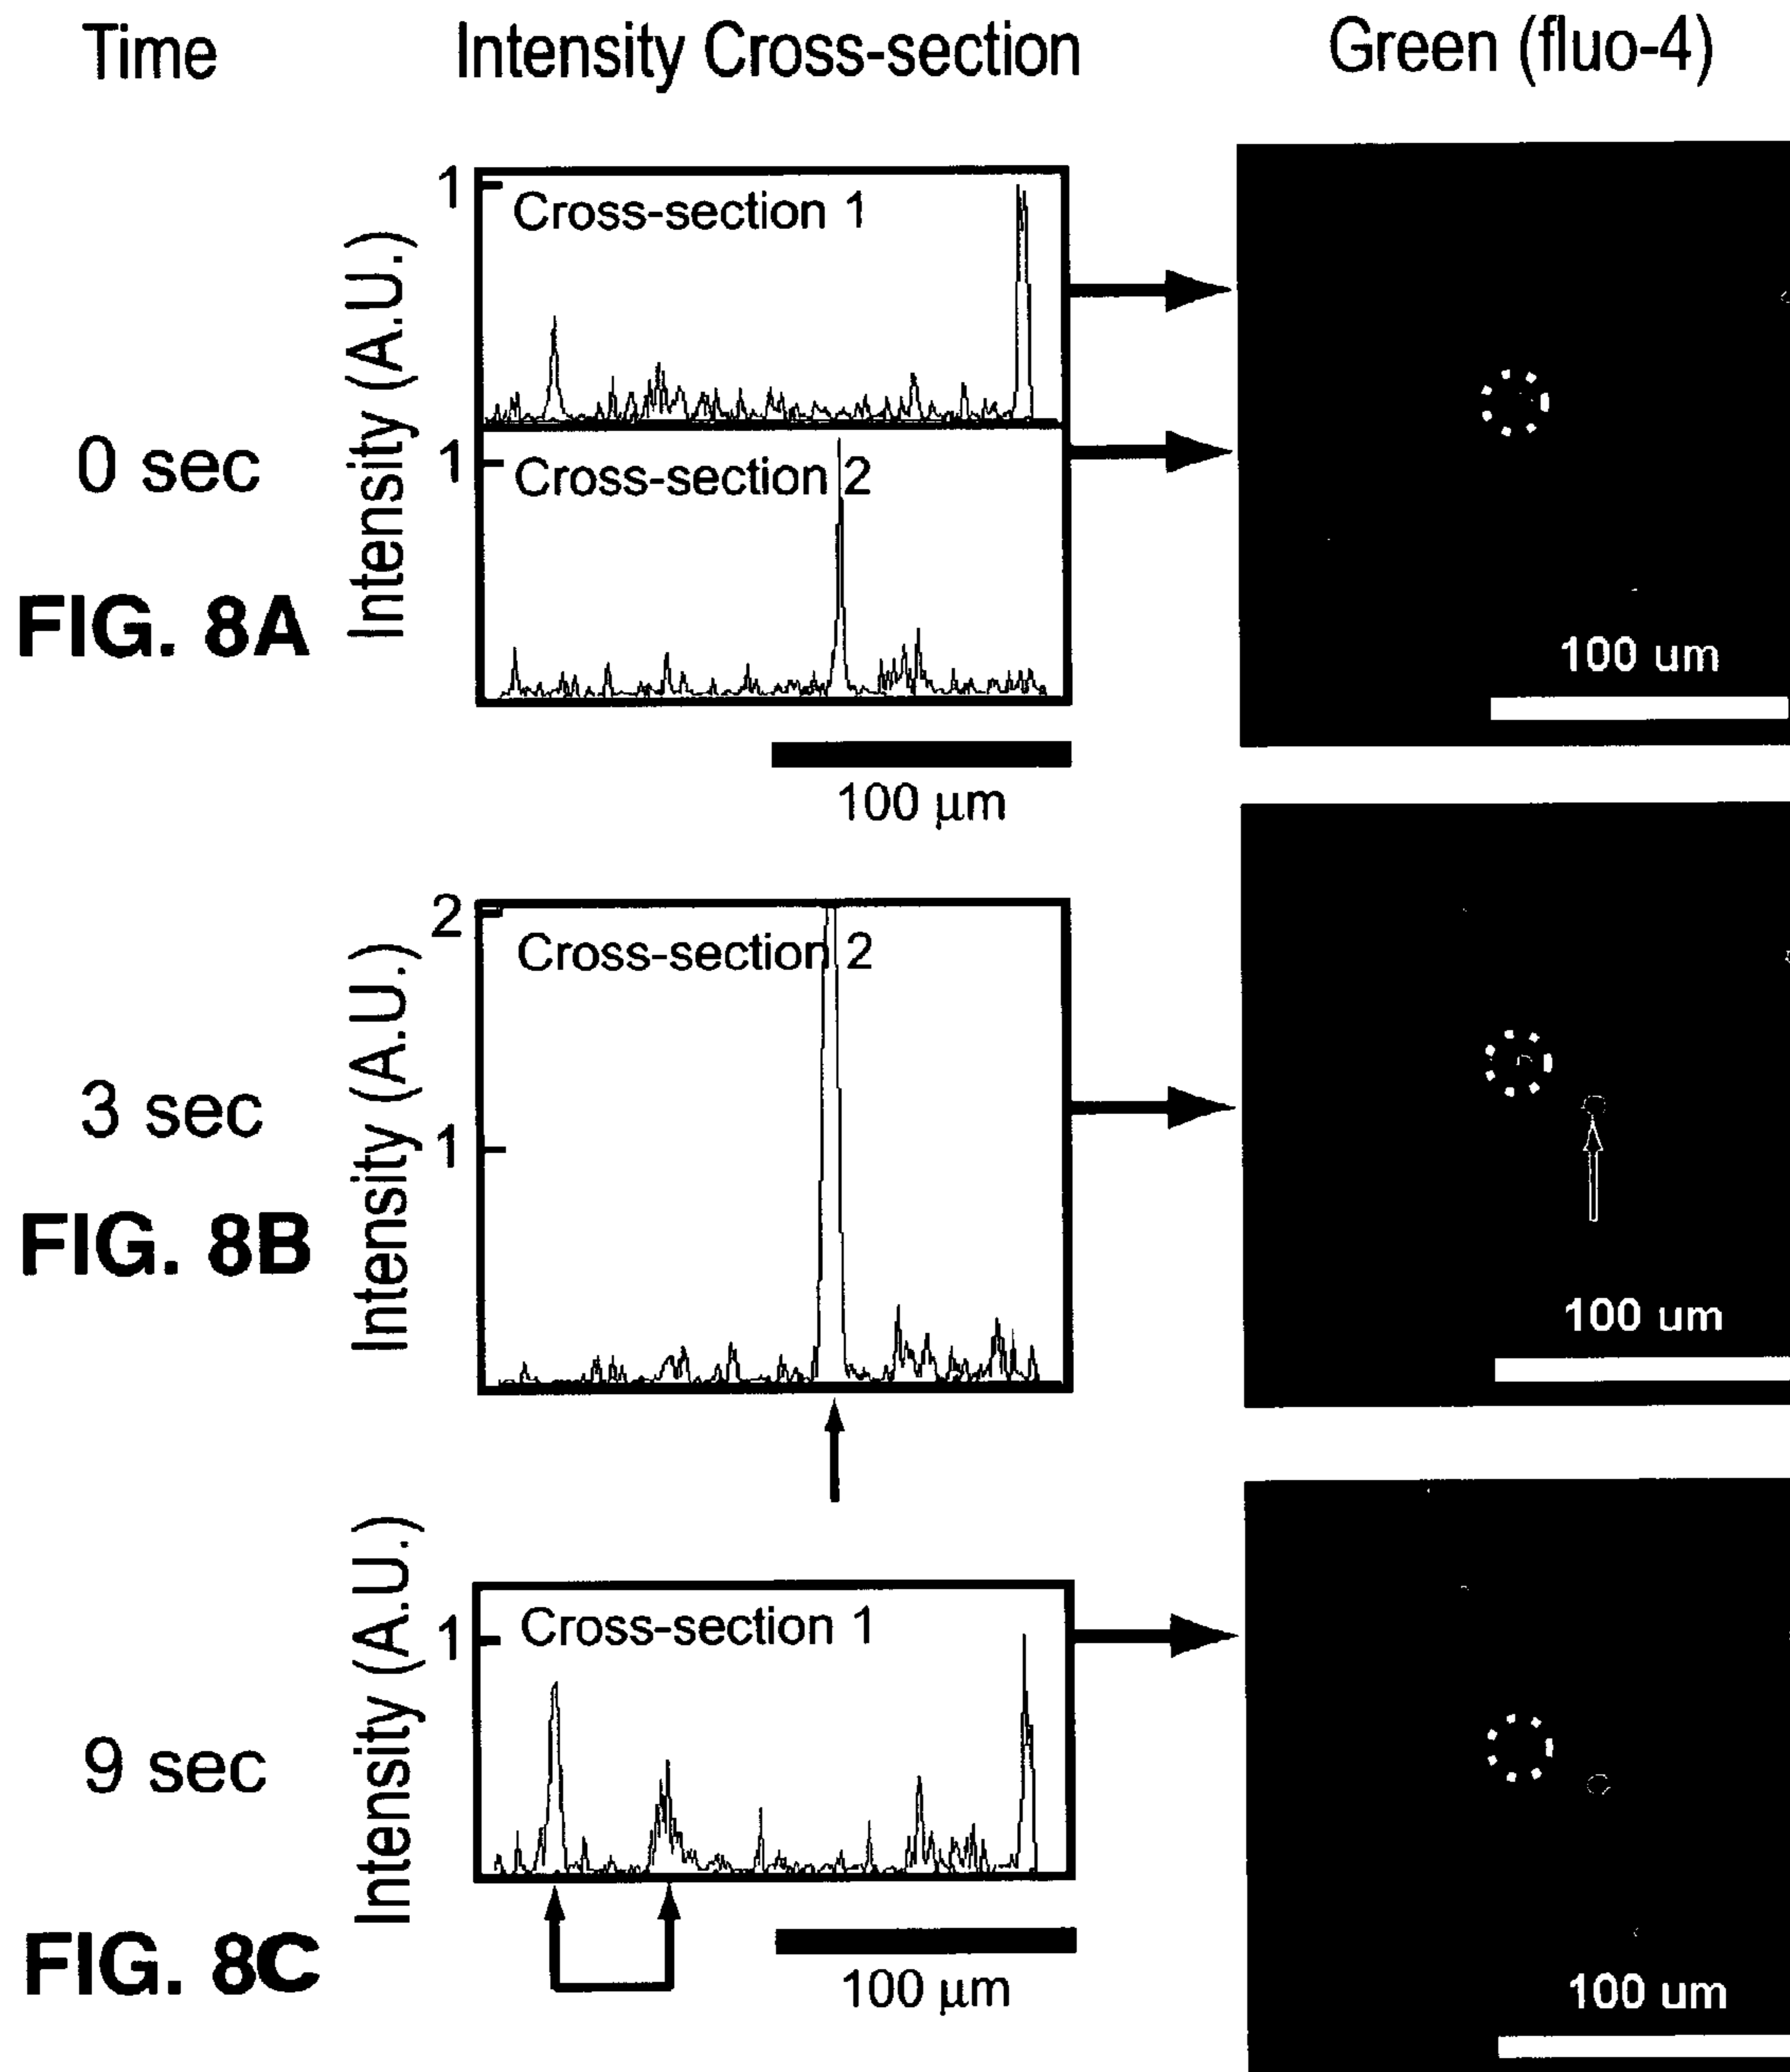 Time Intensity Cross-section Green (fluo-4)
1
Cross-section 1
Intensity (A.U.)
0 sec
1
Cross-section 2
FIG. 8A
100 um
100 μm
2
Cross-section 2
Intensity (A.U.)
3 sec
1
FIG. 8B
100 um
1
Cross-section 1
Intensity (A.U.)
9 sec
FIG. 8C
100 μm
100 um